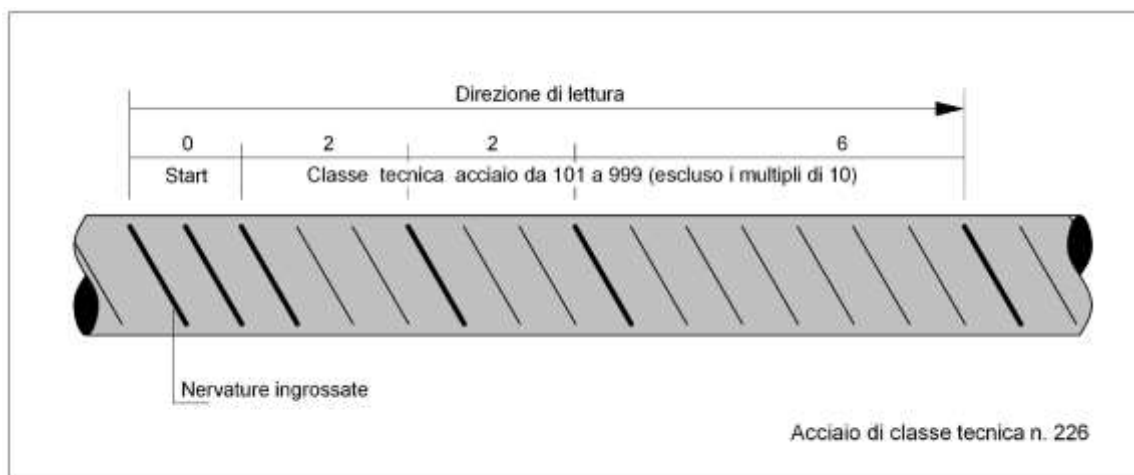 Direzione di lettura
0 2 2 6
Start Classe tecnica acciaio da 101 a 999 (escluso i multipli di 10)
Nervature ingrossate
Acciaio di classe tecnica n. 226